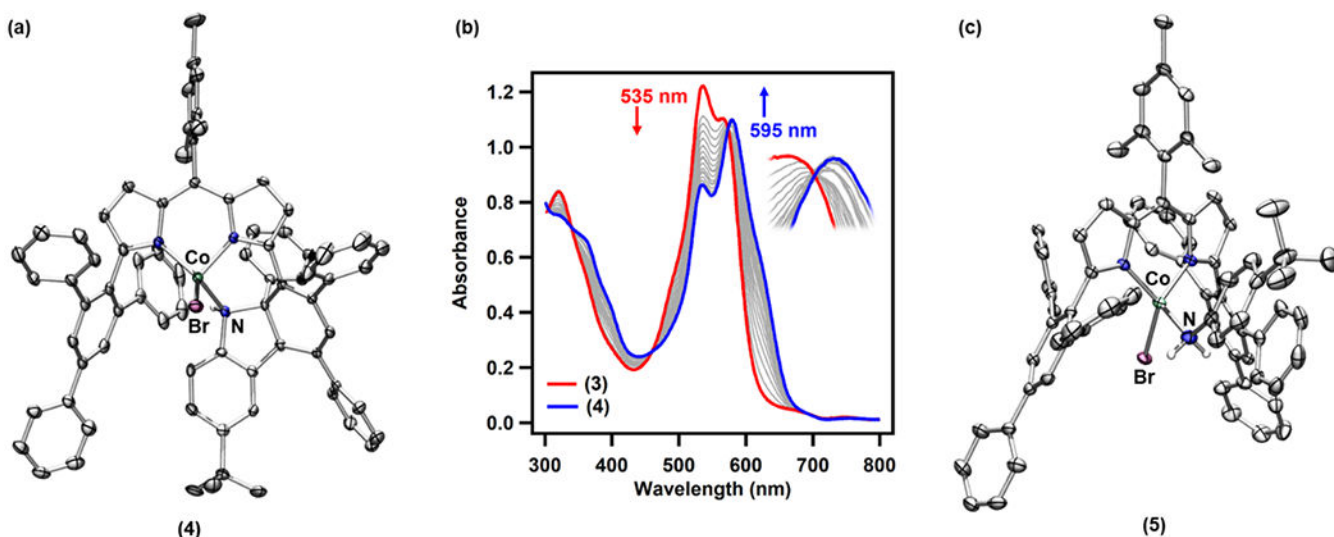 (a)
Co
Br
N
(4)
(b)
535 nm
595 nm
Absorbance
1.2
1.0
0.8
0.6
0.4
0.2
0.0
(3)
(4)
300 400 500 600 700 800
Wavelength (nm)
(c)
Co
N
Br
(5)